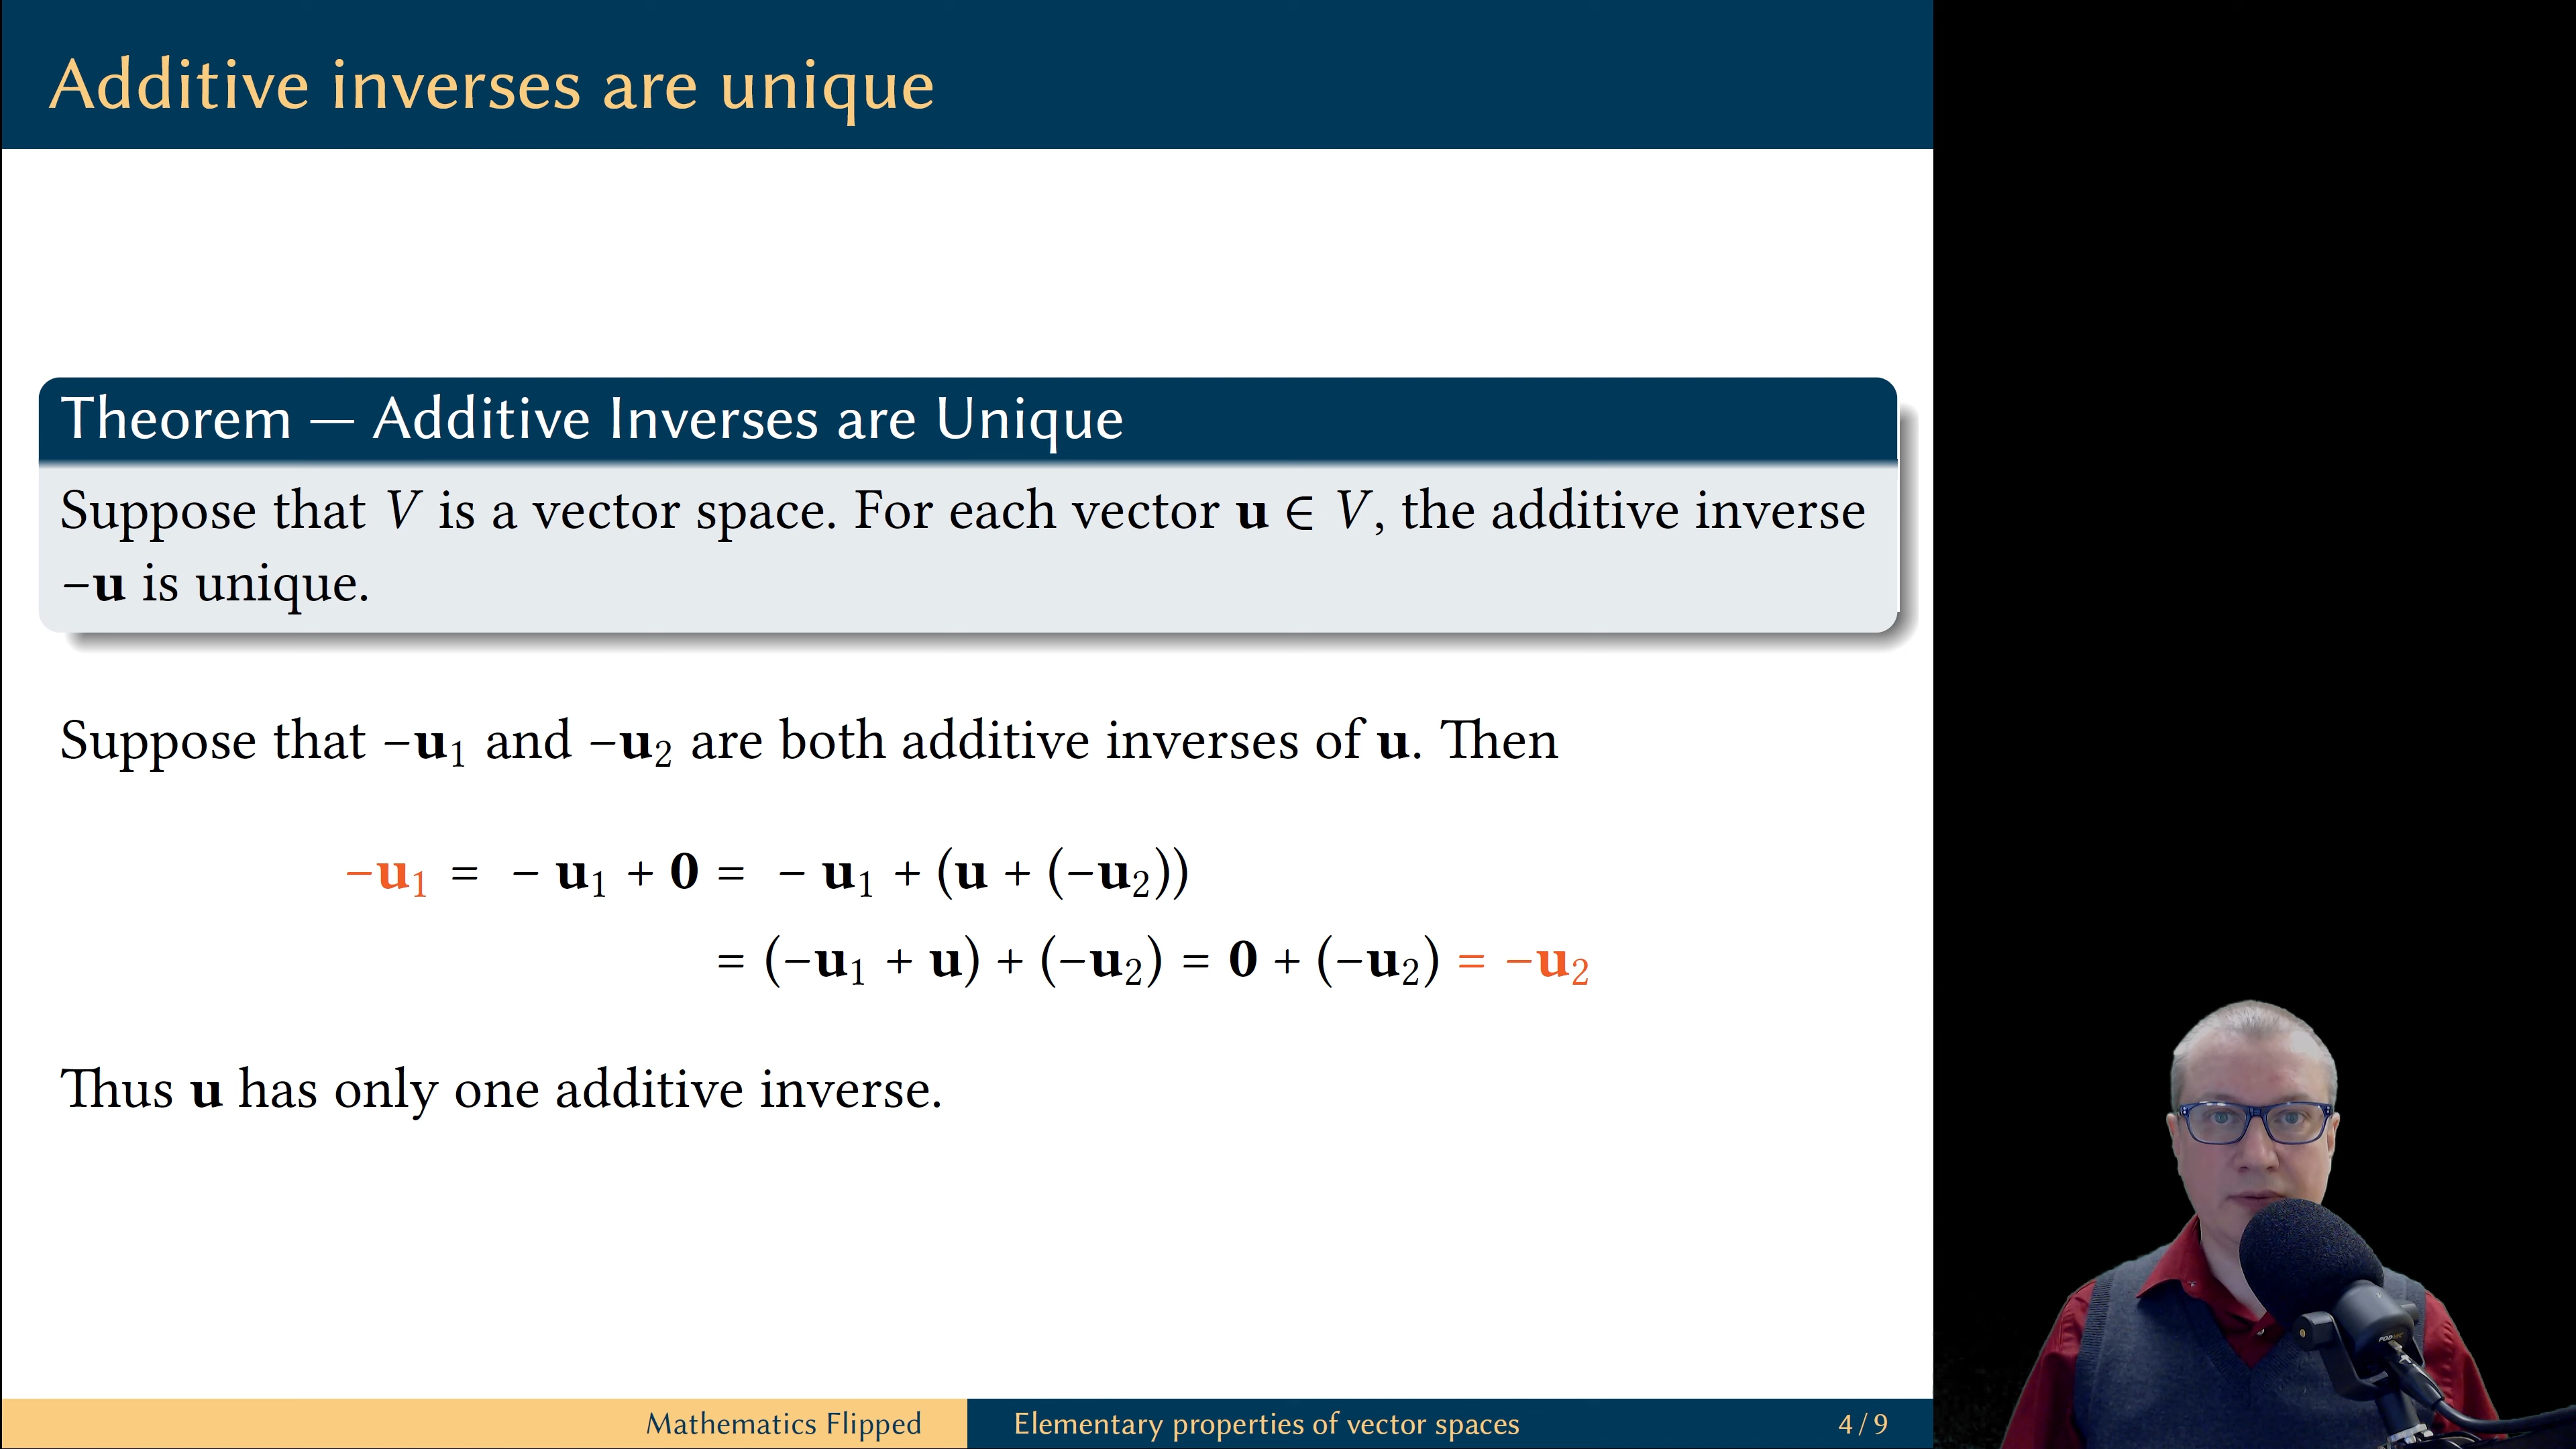 Additive inverses are unique
Theorem — Additive Inverses are Unique
Suppose that V is a vector space. For each vector u ∈ V, the additive inverse
–u is unique.
Suppose that –u₁ and –u₂ are both additive inverses of u. Then
–u₁ = – u₁ + 0 = – u₁ + (u + (–u₂))
= (–u₁ + u) + (–u₂) = 0 + (–u₂) = –u₂
Thus u has only one additive inverse.
Mathematics Flipped
Elementary properties of vector spaces
4 / 9